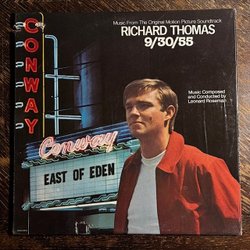 Music From The Original Motion Picture Soundtrack
RICHARD THOMAS
9/30/55
CONWAY
Music Composed
and Conducted by
Leonard Rosenman
Conway
EAST OF EDEN